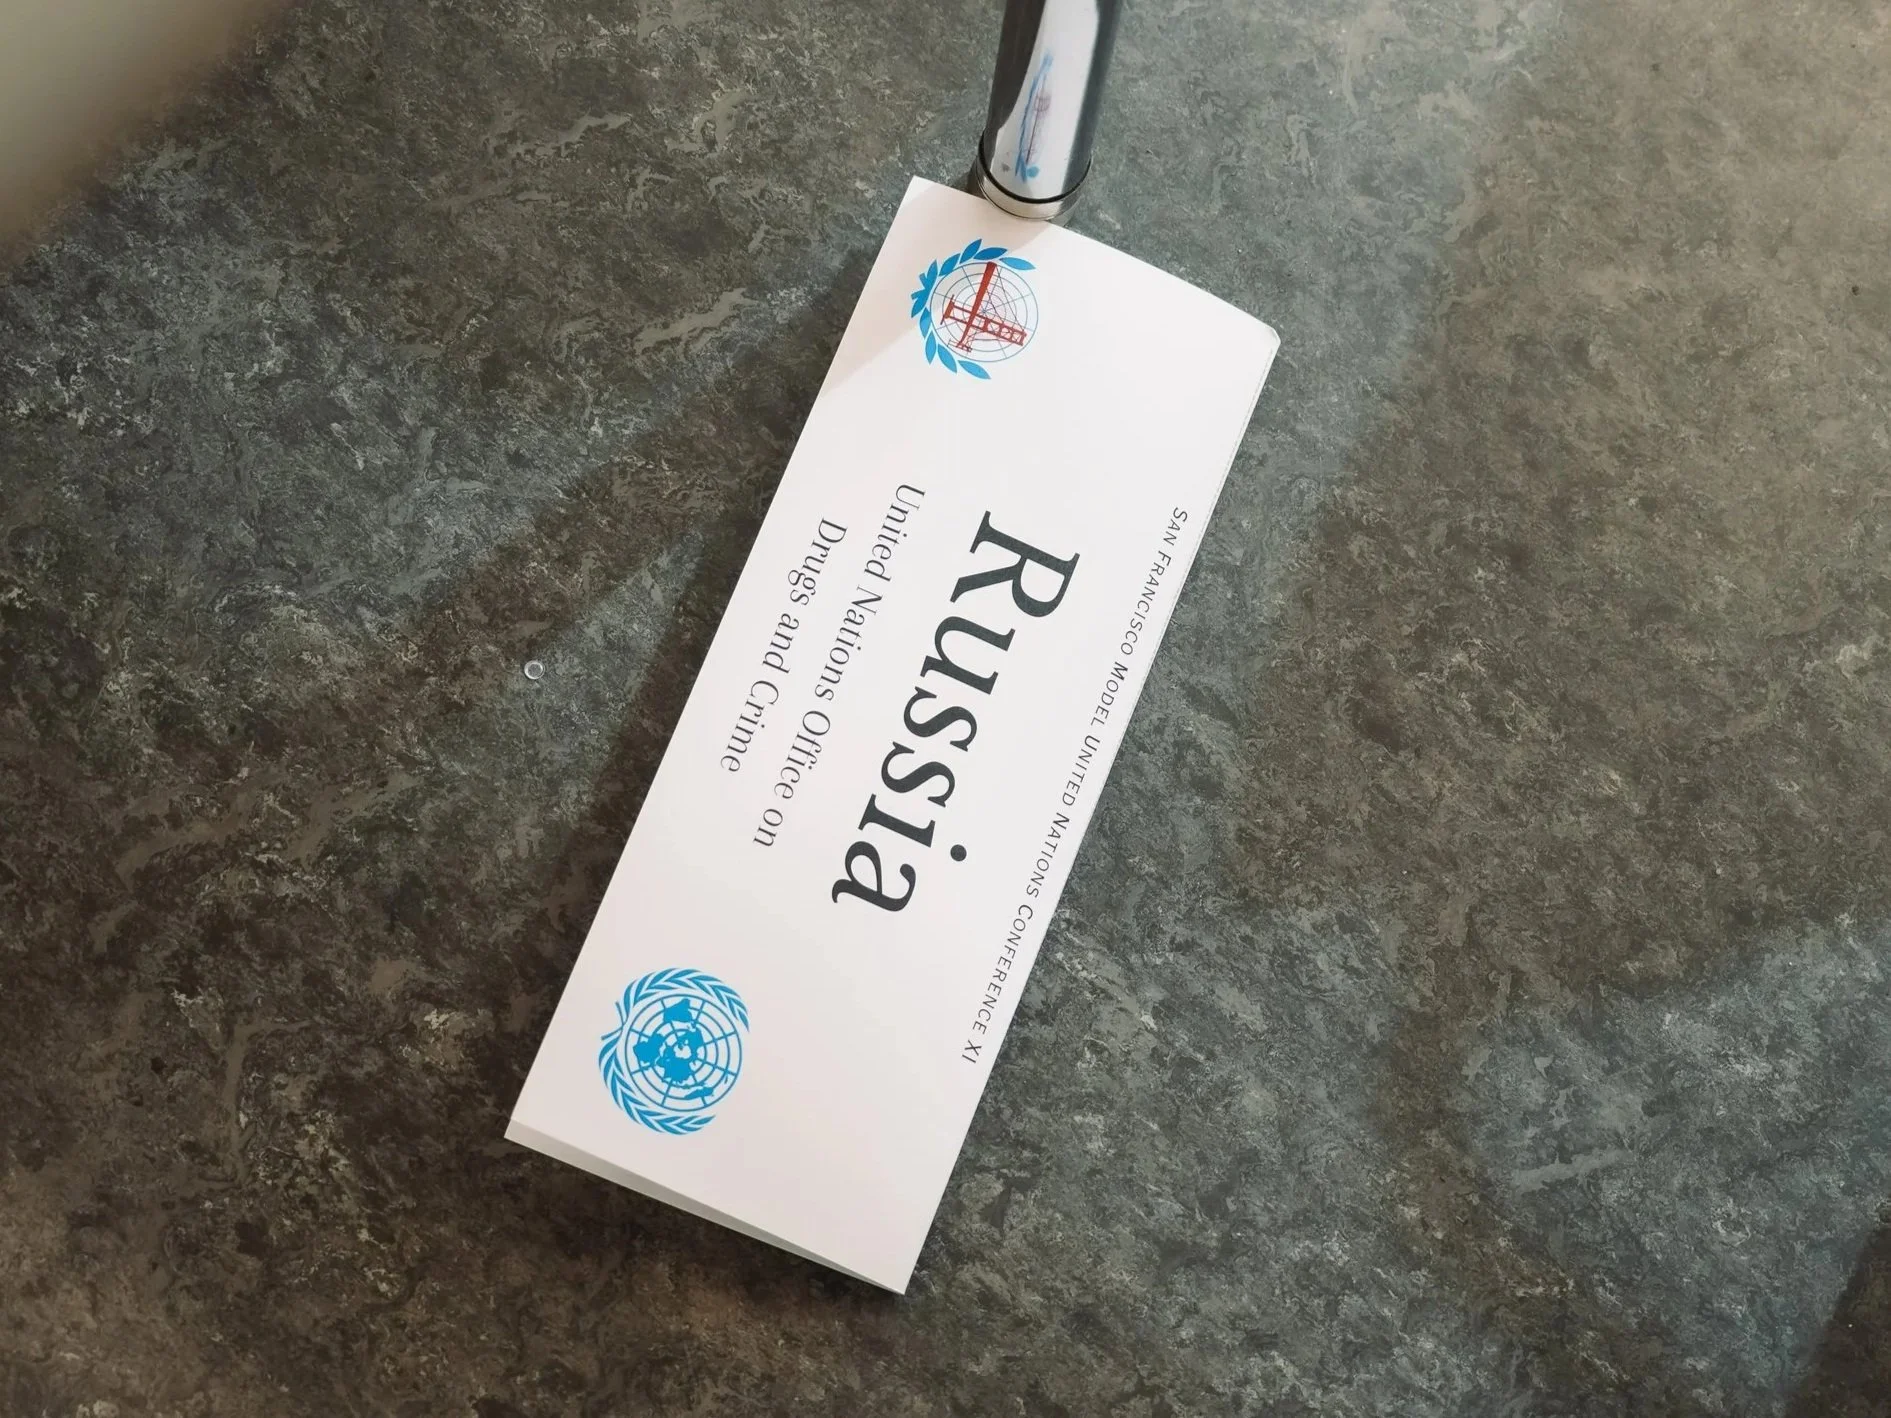 SAN FRANCISCO MODEL UNITED NATIONS CONFERENCE XI
Russia
United Nations Office on
Drugs and Crime